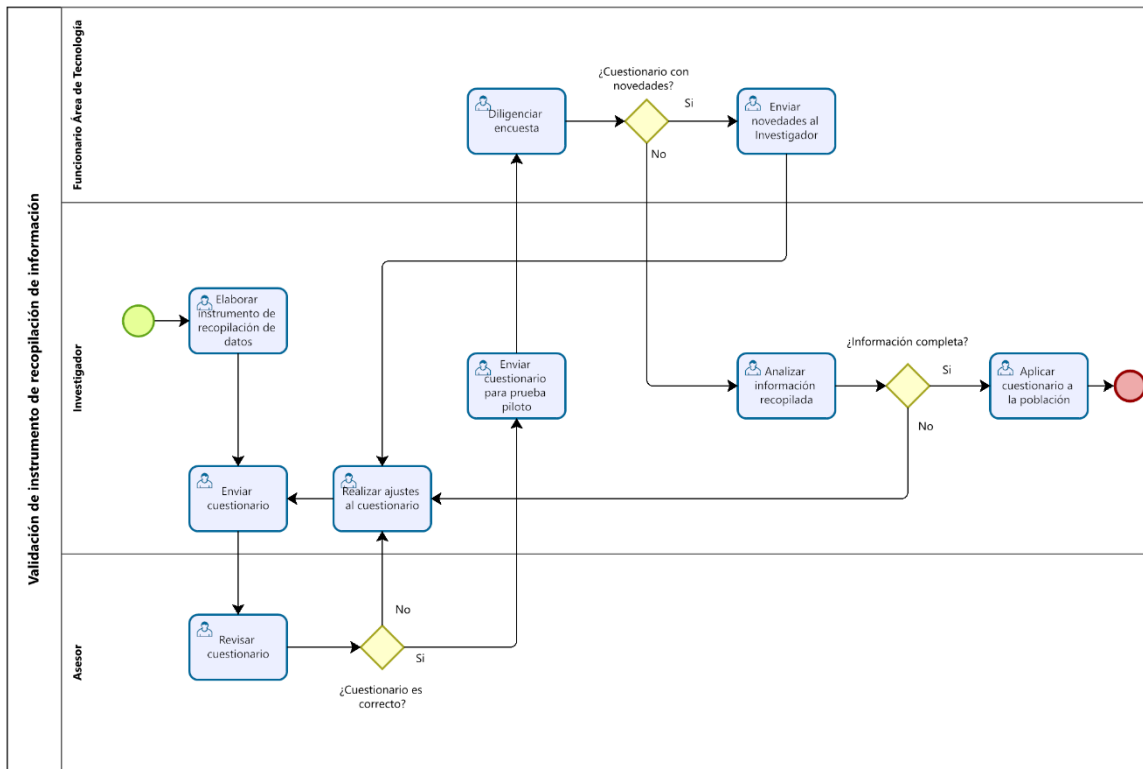 Validación de instrumento de recopilación de información
Funcionario Área de Tecnología
¿Cuestionario con
novedades?
Diligenciar
encuesta
Si
Enviar
novedades al
Investigador
No
Investigador
Elaborar
instrumento de
recopilación de
datos
Enviar
cuestionario
para prueba
piloto
¿Información completa?
Analizar
información
recopilada
Si
Aplicar
cuestionario a
la población
No
Enviar
cuestionario
Realizar ajustes
al cuestionario
Asesor
Revisar
cuestionario
No
Si
¿Cuestionario es
correcto?